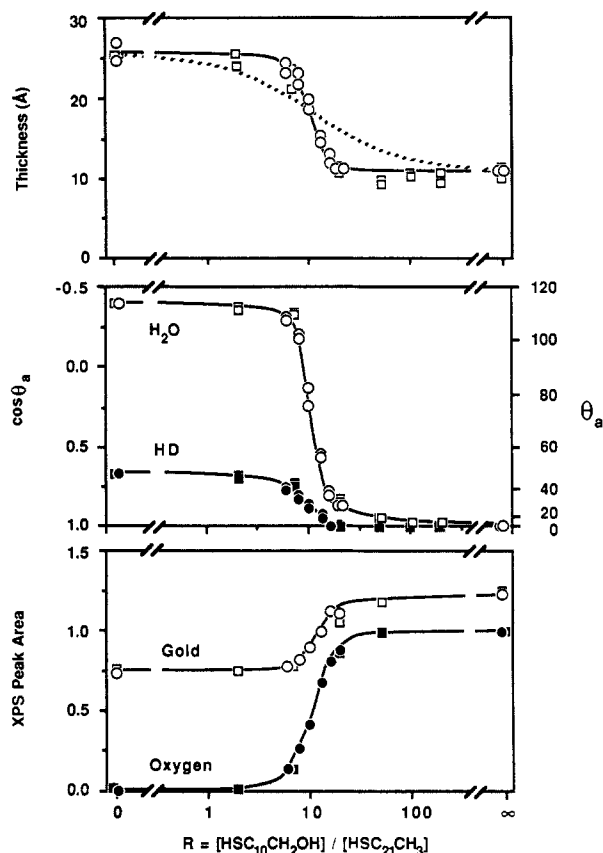 30
20
10
0
Thickness (Å)
-0.5
0.0
0.5
1.0
cosθa
H2O
HD
120
100
80
60
40
20
0
θa
1.5
1.0
0.5
0.0
XPS Peak Area
Gold
Oxygen
0 1 10 100 ∞
R = [HSC10CH2OH] / [HSC21CH3]